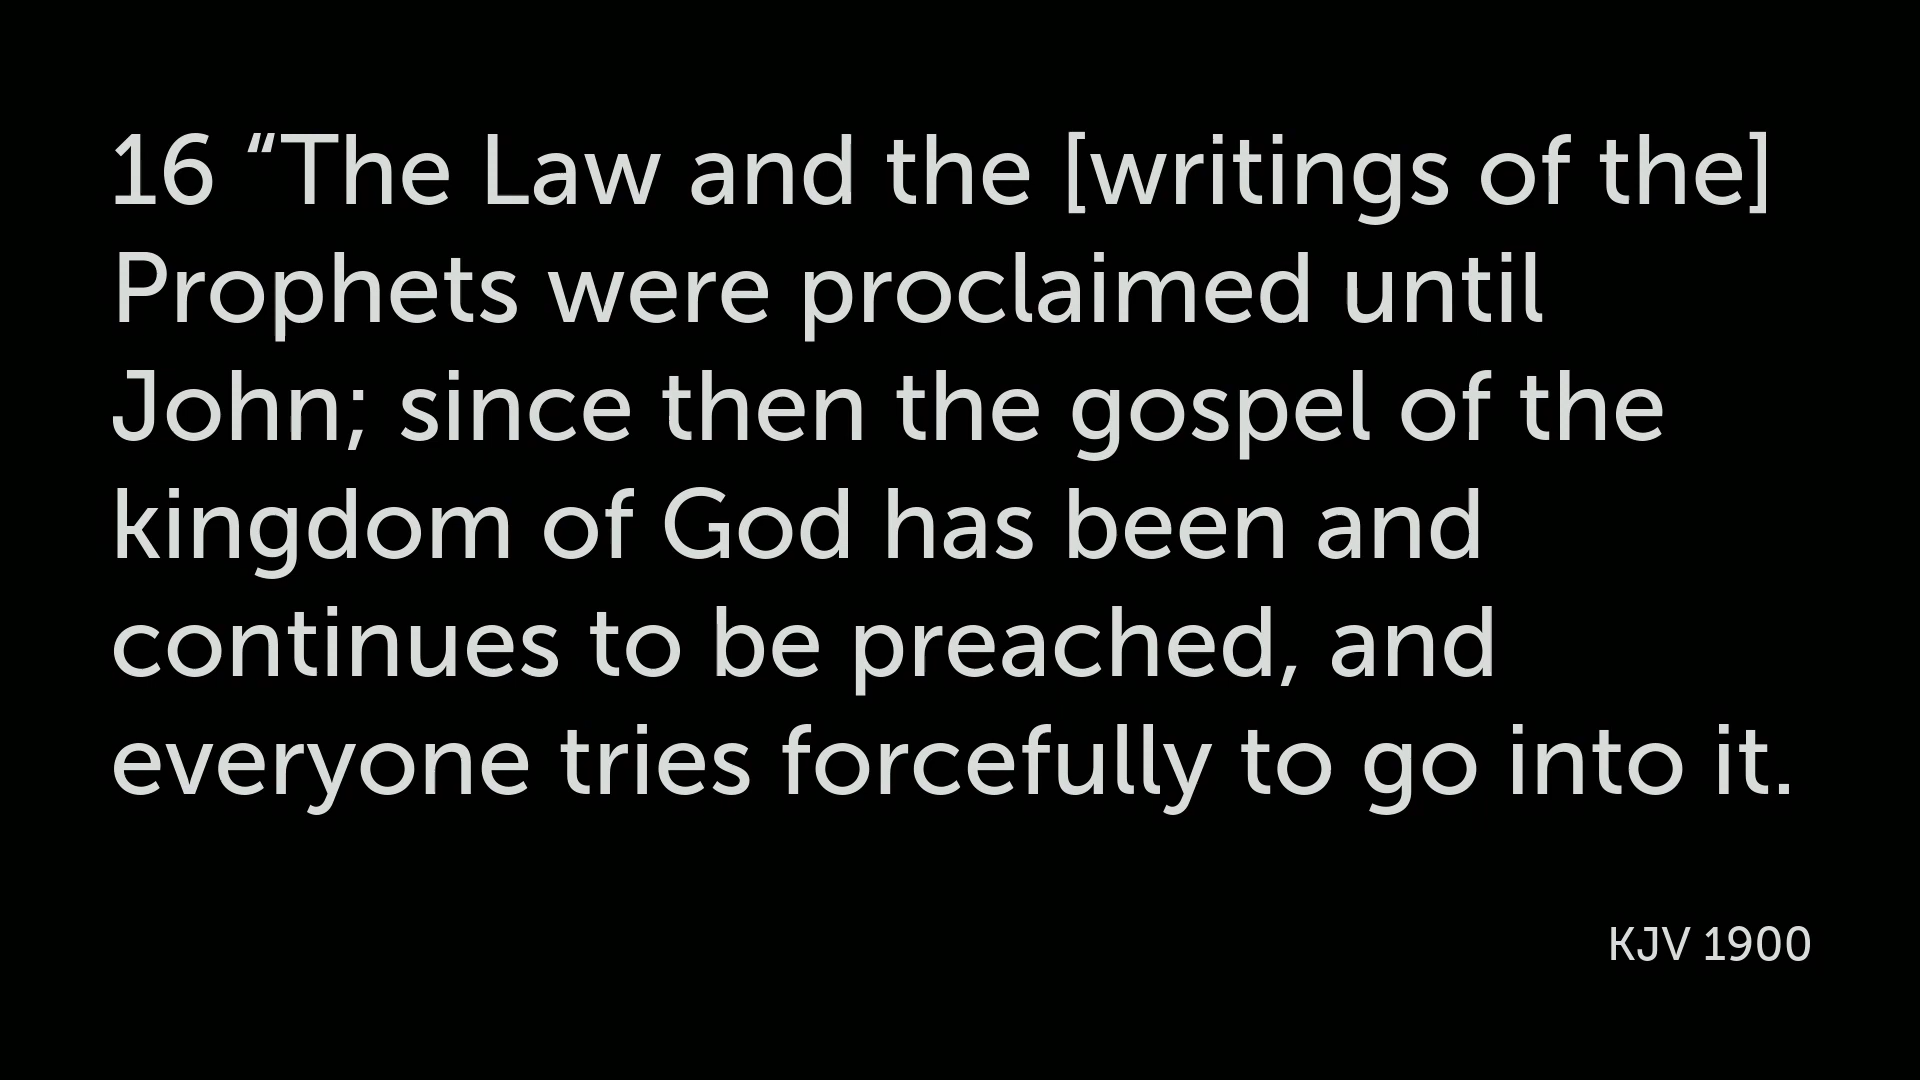 16 “The Law and the [writings of the]
Prophets were proclaimed until
John; since then the gospel of the
kingdom of God has been and
continues to be preached, and
everyone tries forcefully to go into it.
KJV 1900